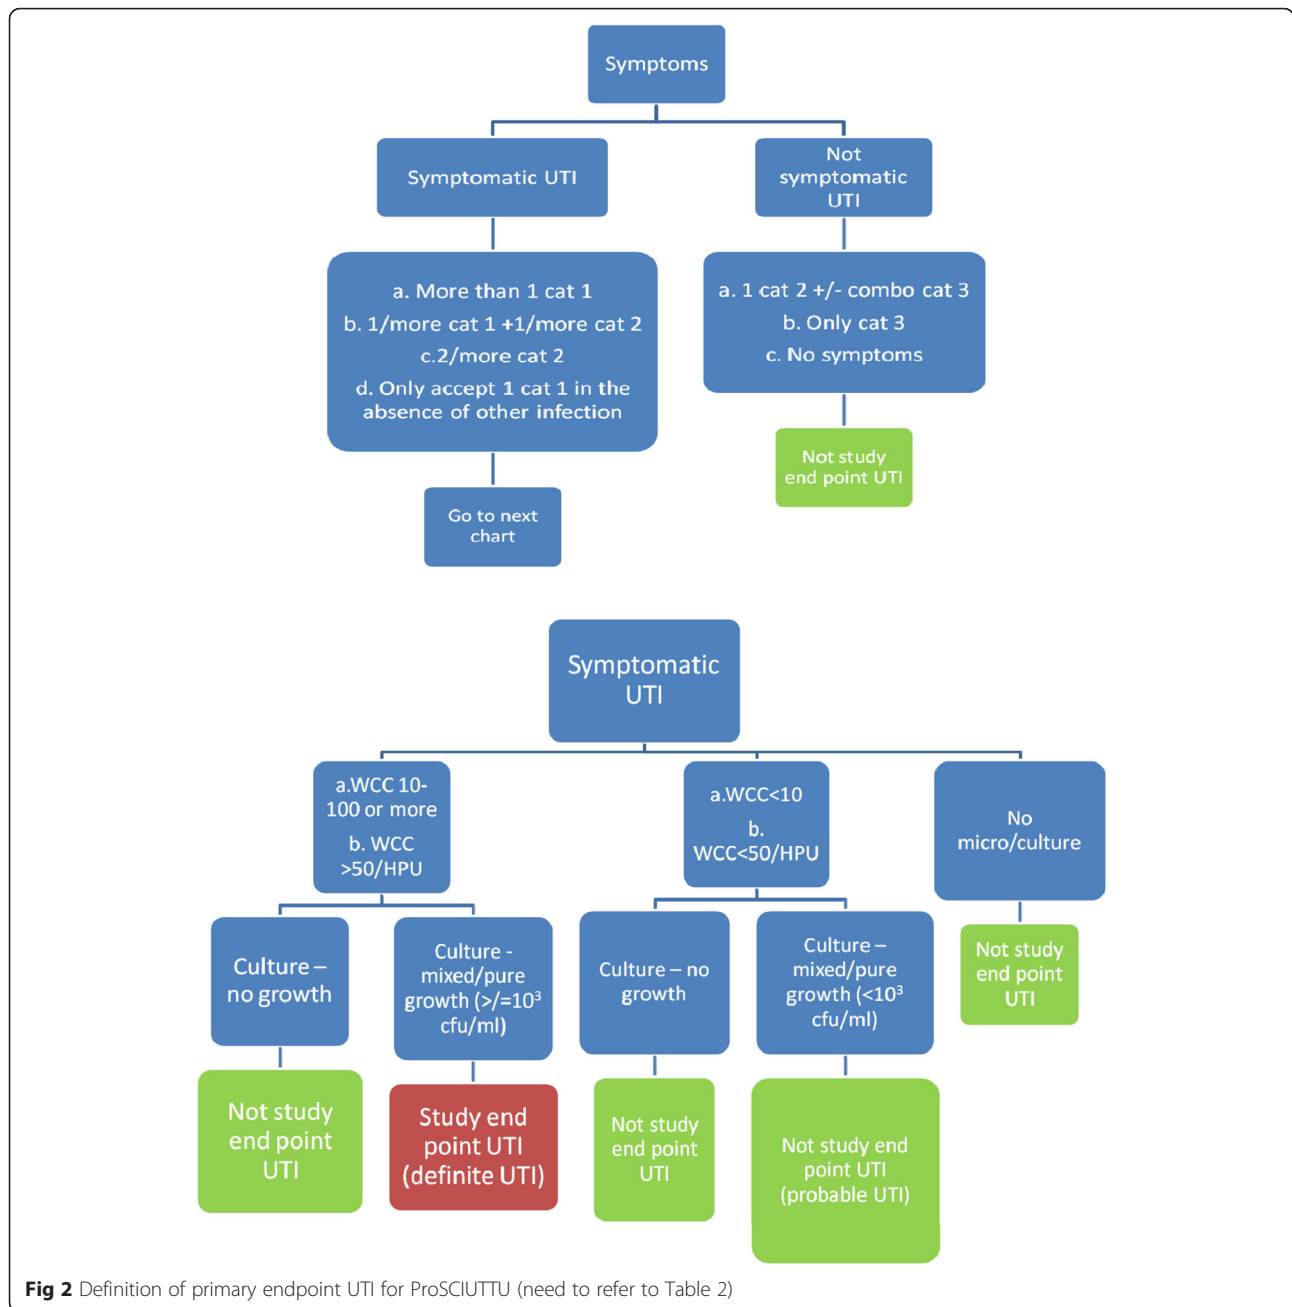 Symptoms
Symptomatic UTI
Not
symptomatic
UTI
a. More than 1 cat 1
b. 1/more cat 1 +1/more cat 2
c.2/more cat 2
d. Only accept 1 cat 1 in the
absence of other infection
a. 1 cat 2 +/- combo cat 3
b. Only cat 3
c. No symptoms
Go to next
chart
Not study
end point UTI
Symptomatic
UTI
a.WCC 10-
100 or more
b. WCC
>50/HPU
a.WCC<10
b.
WCC<50/HPU
No
micro/culture
Culture –
no growth
Culture -
mixed/pure
growth (>/=10³
cfu/ml)
Culture – no
growth
Culture –
mixed/pure
growth (<10³
cfu/ml)
Not study
end point
UTI
Not study
end point
UTI
Study end
point UTI
(definite UTI)
Not study
end point
UTI
Not study end
point UTI
(probable UTI)
Fig 2 Definition of primary endpoint UTI for ProSCIUTTU (need to refer to Table 2)